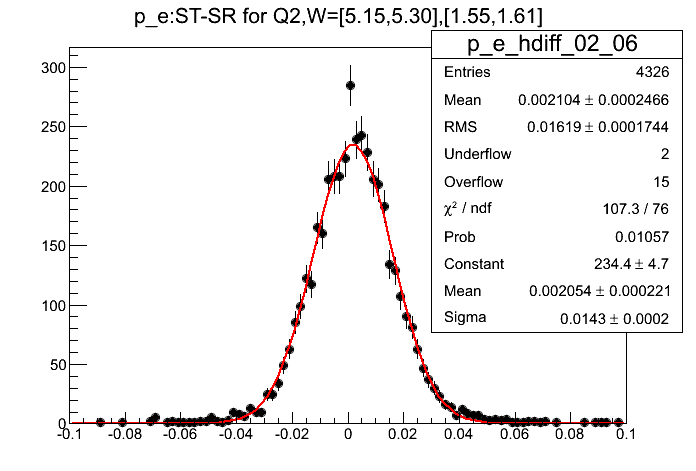 p_e:ST-SR for Q2,W=[5.15,5.30],[1.55,1.61]
p_e_hdiff_02_06
Entries 4326
Mean 0.002104 ± 0.0002466
RMS 0.01619 ± 0.0001744
Underflow 2
Overflow 15
χ² / ndf 107.3 / 76
Prob 0.01057
Constant 234.4 ± 4.7
Mean 0.002054 ± 0.000221
Sigma 0.0143 ± 0.0002
300
250
200
150
100
50
0
-0.1 -0.08 -0.06 -0.04 -0.02 0 0.02 0.04 0.06 0.08 0.1